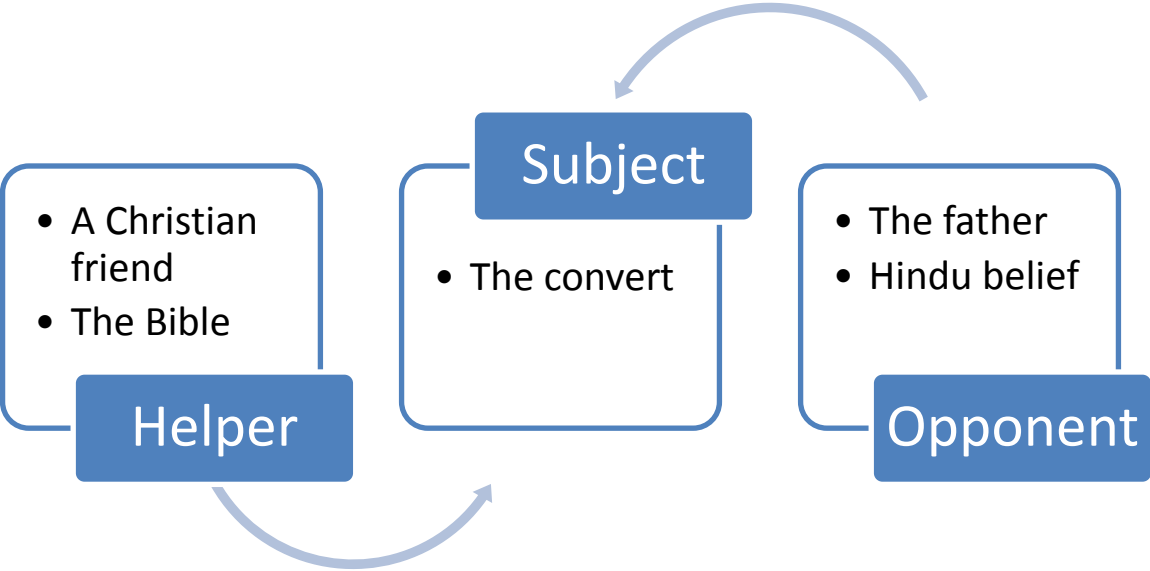 • A Christian
friend
• The Bible
Helper
Subject
• The convert
• The father
• Hindu belief
Opponent